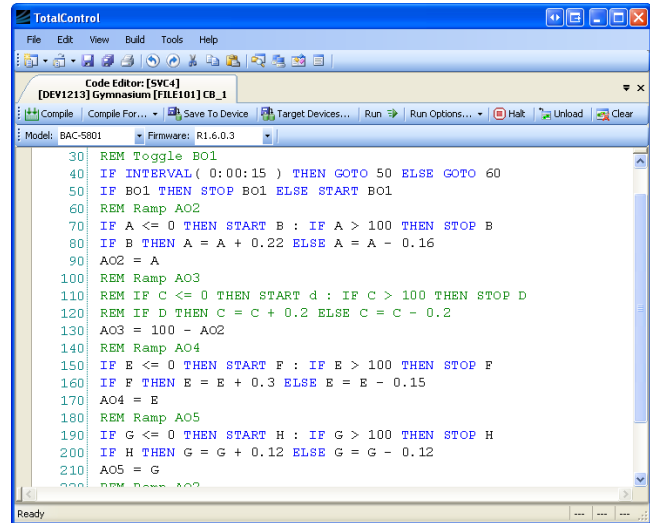 TotalControl
File Edit View Build Tools Help
Code Editor: [SVC4]
[DEV1213] Gymnasium [FILE101] CB_1
Compile Compile For... Save To Device Target Devices... Run Run Options... Halt Unload Clear
Model: BAC-5801 Firmware: R1.6.0.3
30 REM Toggle BO1
40 IF INTERVAL( 0:00:15 ) THEN GOTO 50 ELSE GOTO 60
50 IF BO1 THEN STOP BO1 ELSE START BO1
60 REM Ramp AO2
70 IF A <= 0 THEN START B : IF A > 100 THEN STOP B
80 IF B THEN A = A + 0.22 ELSE A = A - 0.16
90 AO2 = A
100 REM Ramp AO3
110 REM IF C <= 0 THEN START d : IF C > 100 THEN STOP D
120 REM IF D THEN C = C + 0.2 ELSE C = C - 0.2
130 AO3 = 100 - AO2
140 REM Ramp AO4
150 IF E <= 0 THEN START F : IF E > 100 THEN STOP F
160 IF F THEN E = E + 0.3 ELSE E = E - 0.15
170 AO4 = E
180 REM Ramp AO5
190 IF G <= 0 THEN START H : IF G > 100 THEN STOP H
200 IF H THEN G = G + 0.12 ELSE G = G - 0.12
210 AO5 = G
220 REM Ramp
Ready --- --- ---